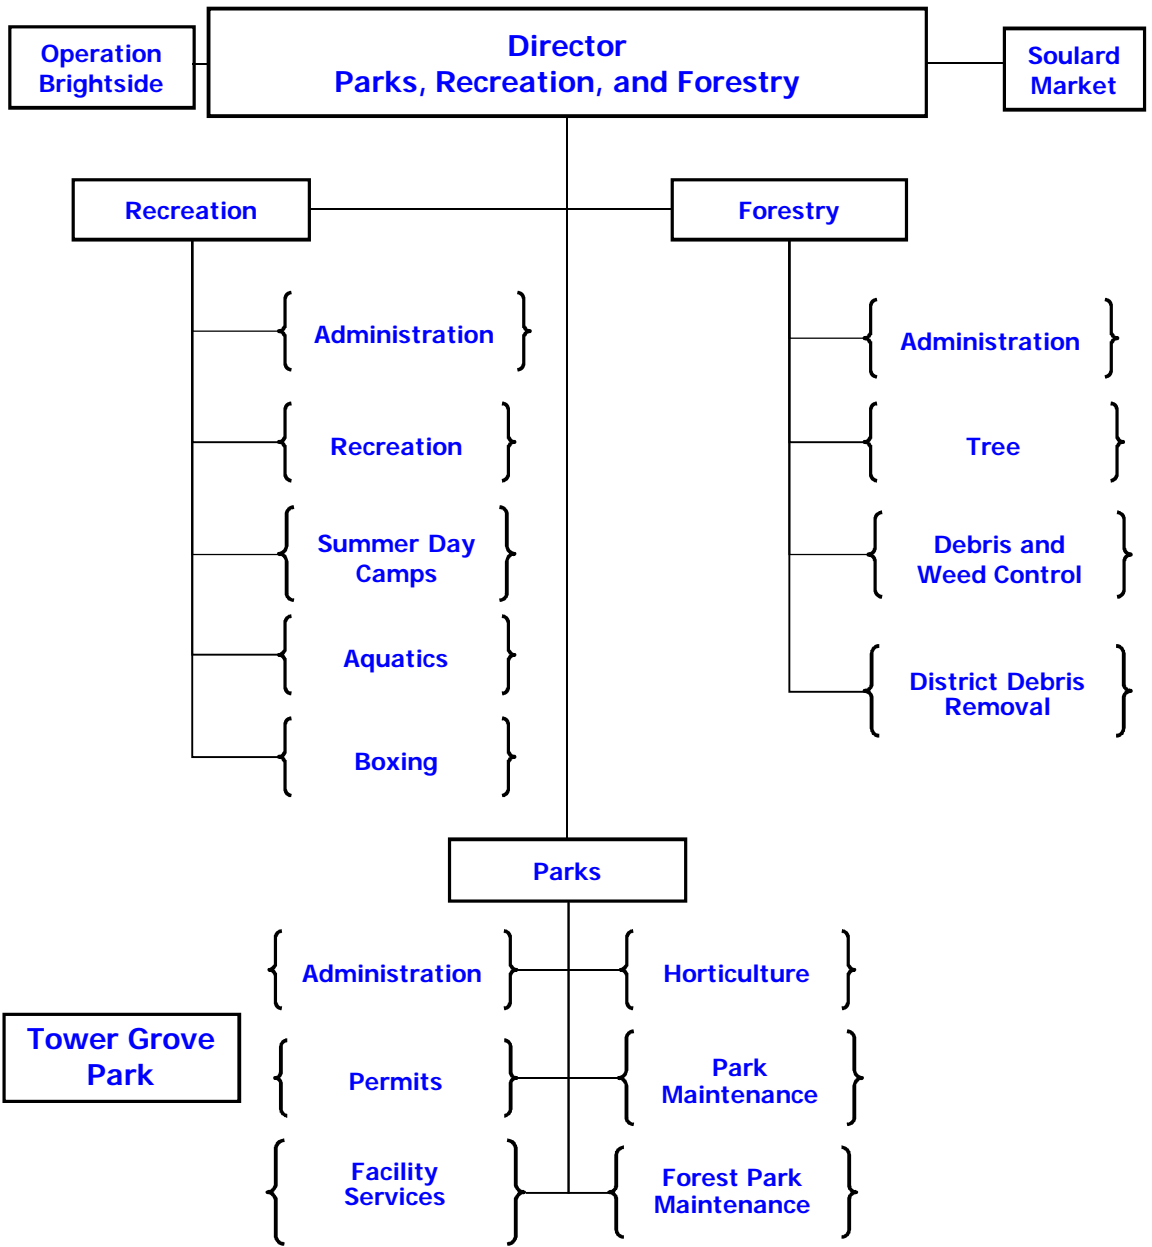 Operation
Brightside
Director
Parks, Recreation, and Forestry
Soulard
Market
Recreation
Forestry
Administration
Recreation
Summer Day
Camps
Aquatics
Boxing
Administration
Tree
Debris and
Weed Control
District Debris
Removal
Parks
Administration
Horticulture
Tower Grove
Park
Permits
Park
Maintenance
Facility
Services
Forest Park
Maintenance